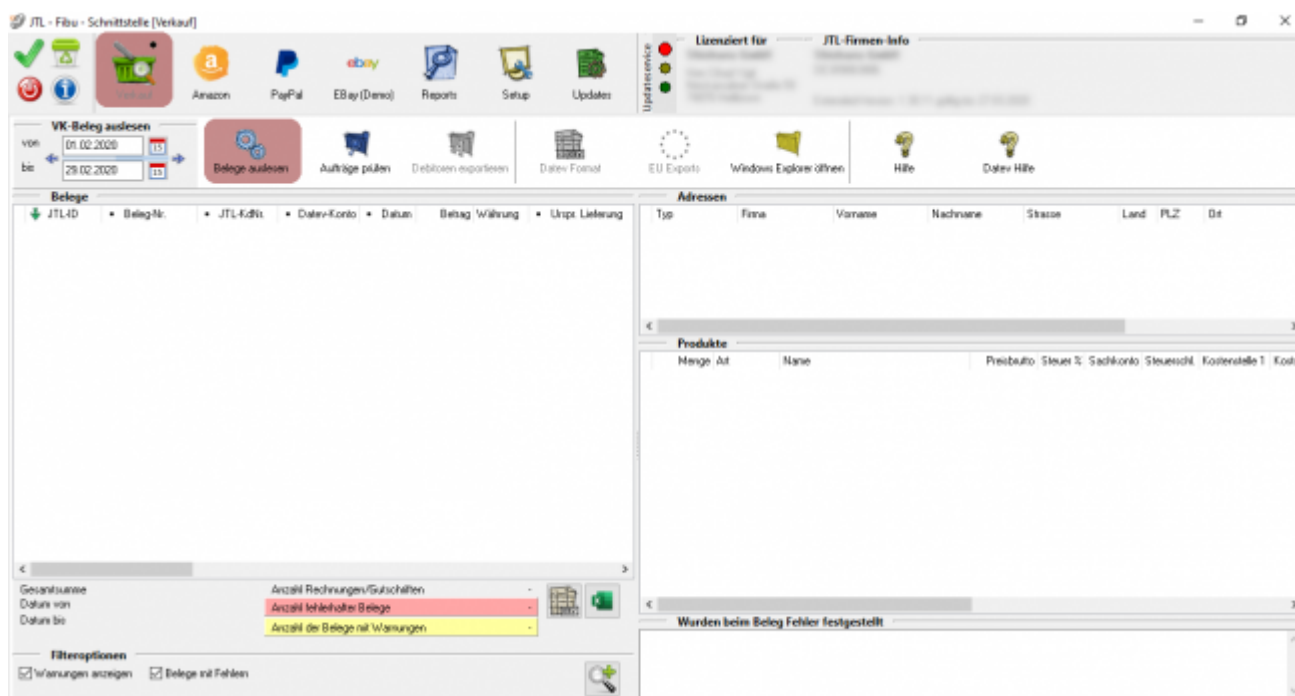 JTL - Fibu - Schnittstelle [Verkauf]
Verkauf
Amazon
PayPal
EBay (Demo)
Reports
Setup
Updates
Updateservice
Lizenziert für
JTL-Firmen-Info
VK-Beleg auslesen
von 01.02.2020
bis 29.02.2020
Belege auslesen
Aufträge prüfen
Debitoren exportieren
Datev Format
EU Exports
Windows Explorer öffnen
Hilfe
Datev Hilfe
Belege
JTL-ID Beleg-Nr. JTL-KdNr. Datev-Konto Datum Betrag Währung Urspr. Lieferung
Adressen
Typ Firma Vorname Nachname Strasse Land PLZ Ort
Produkte
Menge Art Name Preisbrutto Steuer % Sachkonto Steuerschl. Kostenstelle 1 Kost
Gesamtsumme
Datum von
Datum bis
Anzahl Rechnungen/Gutschriften -
Anzahl fehlerhafter Belege -
Anzahl der Belege mit Warnungen -
Wurden beim Beleg Fehler festgestellt
Filteroptionen
Warnungen anzeigen Belege mit Fehlern